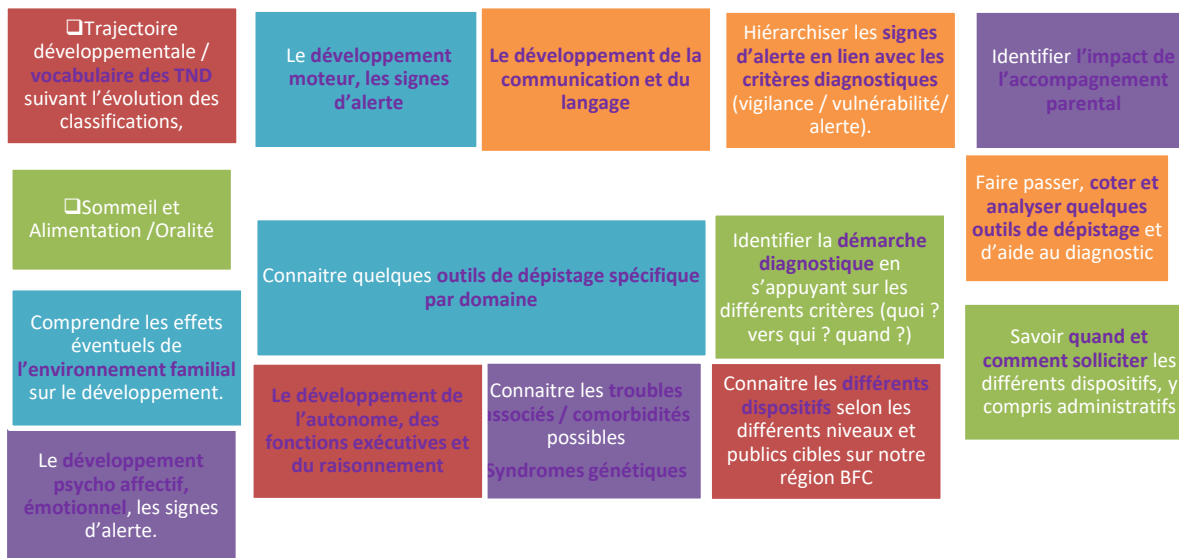 ❑Trajectoire
développementale /
vocabulaire des TND
suivant l'évolution des
classifications,
Le développement
moteur, les signes
d'alerte
Le développement de la
communication et du
langage
Hiérarchiser les signes
d'alerte en lien avec les
critères diagnostiques
(vigilance / vulnérabilité/
alerte).
Identifier l'impact de
l'accompagnement
parental
❑Sommeil et
Alimentation /Oralité
Connaitre quelques outils de dépistage spécifique
par domaine
Identifier la démarche
diagnostique en
s'appuyant sur les
différents critères (quoi ?
vers qui ? quand ?)
Faire passer, coter et
analyser quelques
outils de dépistage et
d'aide au diagnostic
Comprendre les effets
éventuels de
l'environnement familial
sur le développement.
Le développement de
l'autonome, des
fonctions exécutives et
du raisonnement
Connaitre les troubles
associés / comorbidités
possibles
Syndromes génétiques
Connaitre les différents
dispositifs selon les
différents niveaux et
publics cibles sur notre
région BFC
Savoir quand et
comment solliciter les
différents dispositifs, y
compris administratifs
Le développement
psycho affectif,
émotionnel, les signes
d'alerte.